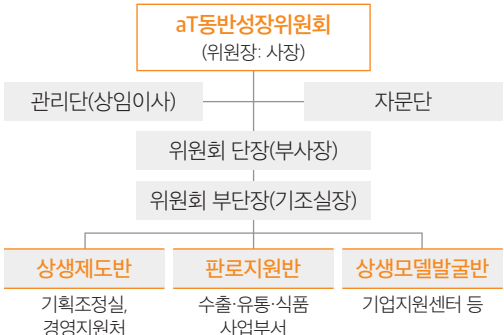 aT동반성장위원회
(위원장: 사장)
관리단(상임이사)
자문단
위원회 단장(부사장)
위원회 부단장(기조실장)
상생제도반
판로지원반
상생모델발굴반
기획조정실,
경영지원처
수출·유통·식품
사업부서
기업지원센터 등